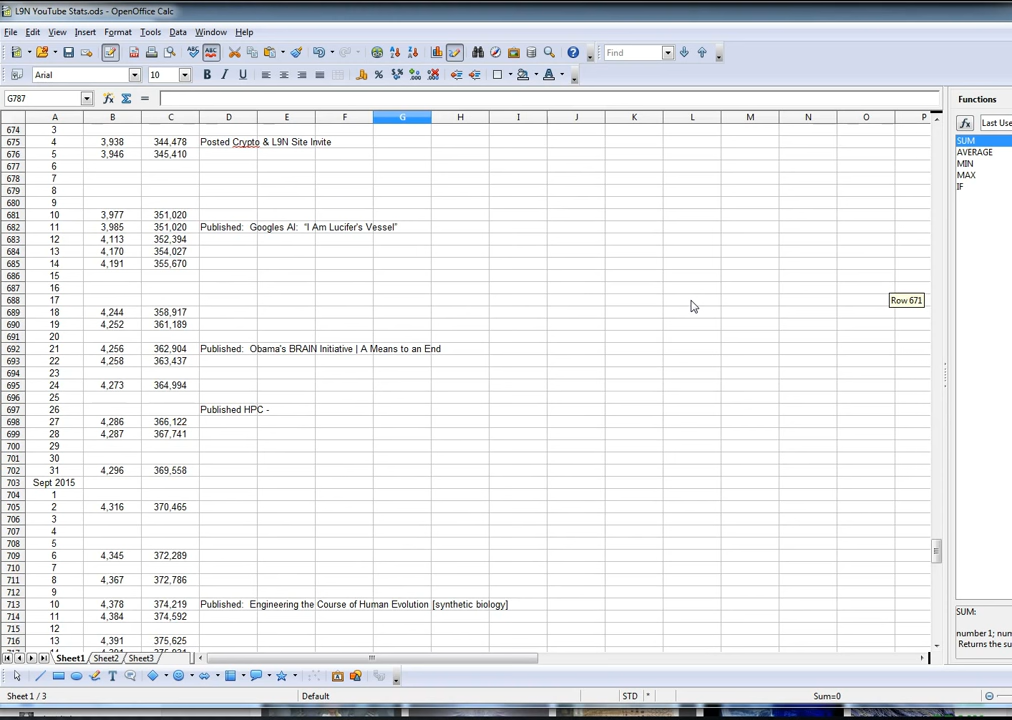 L9N YouTube Stats.ods - OpenOffice Calc
File Edit View Insert Format Tools Data Window Help
Find
Arial 10 B I U
G787
Functions
A B C D E F G H I J K L M N O P
Last Use
674 3
675 4 3,938 344,478 Posted Crypto & L9N Site Invite
SUM
676 5 3,946 345,410
AVERAGE
677 6
MIN
678 7
MAX
679 8
IF
680 9
681 10 3,977 351,020
682 11 3,985 351,020 Published: Googles AI: "I Am Lucifer's Vessel"
683 12 4,113 352,394
684 13 4,170 354,027
685 14 4,191 355,670
686 15
687 16
688 17
Row 671
689 18 4,244 358,917
690 19 4,252 361,189
691 20
692 21 4,256 362,904 Published: Obama's BRAIN Initiative | A Means to an End
693 22 4,258 363,437
694 23
695 24 4,273 364,994
696 25
697 26 Published HPC -
698 27 4,286 366,122
699 28 4,287 367,741
700 29
701 30
702 31 4,296 369,558
703 Sept 2015
704 1
705 2 4,316 370,465
706 3
707 4
708 5
709 6 4,345 372,289
710 7
711 8 4,367 372,786
712 9
713 10 4,378 374,219 Published: Engineering the Course of Human Evolution [synthetic biology]
714 11 4,384 374,592
SUM:
715 12
716 13 4,391 375,625
number 1; num
Returns the su
Sheet1 Sheet2 Sheet3
Sheet 1 / 3 Default STD * Sum=0